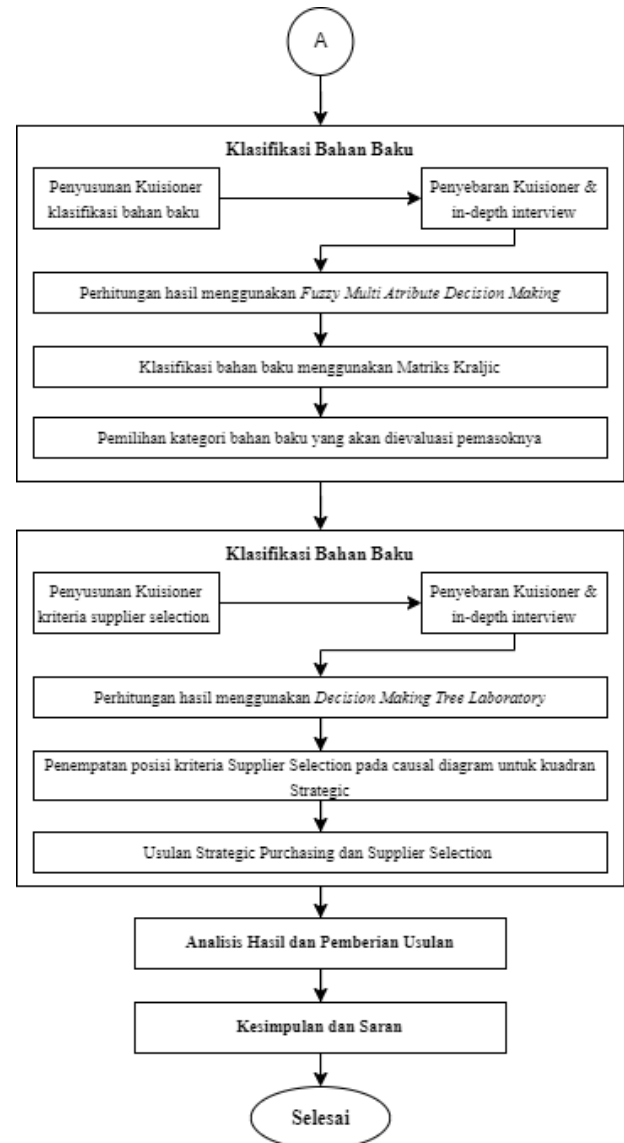 A
Klasifikasi Bahan Baku
Penyusunan Kuisioner
klasifikasi bahan baku
Penyebaran Kuisioner &
in-depth interview
Perhitungan hasil menggunakan Fuzzy Multi Atribute Decision Making
Klasifikasi bahan baku menggunakan Matriks Kraljic
Pemilihan kategori bahan baku yang akan dievaluasi pemasoknya
Klasifikasi Bahan Baku
Penyusunan Kuisioner
kriteria supplier selection
Penyebaran Kuisioner &
in-depth interview
Perhitungan hasil menggunakan Decision Making Tree Laboratory
Penempatan posisi kriteria Supplier Selection pada causal diagram untuk kuadran
Strategic
Usulan Strategic Purchasing dan Supplier Selection
Analisis Hasil dan Pemberian Usulan
Kesimpulan dan Saran
Selesai